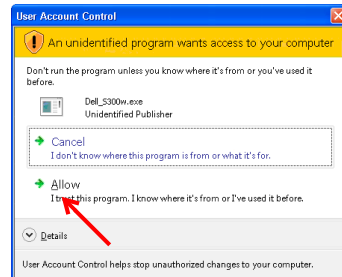 User Account Control
An unidentified program wants access to your computer
Don't run the program unless you know where it's from or you've used it
before.
Dell_S300w.exe
Unidentified Publisher
Cancel
I don't know where this program is from or what it's for.
Allow
I trust this program. I know where it's from or I've used it before.
Details
User Account Control helps stop unauthorized changes to your computer.